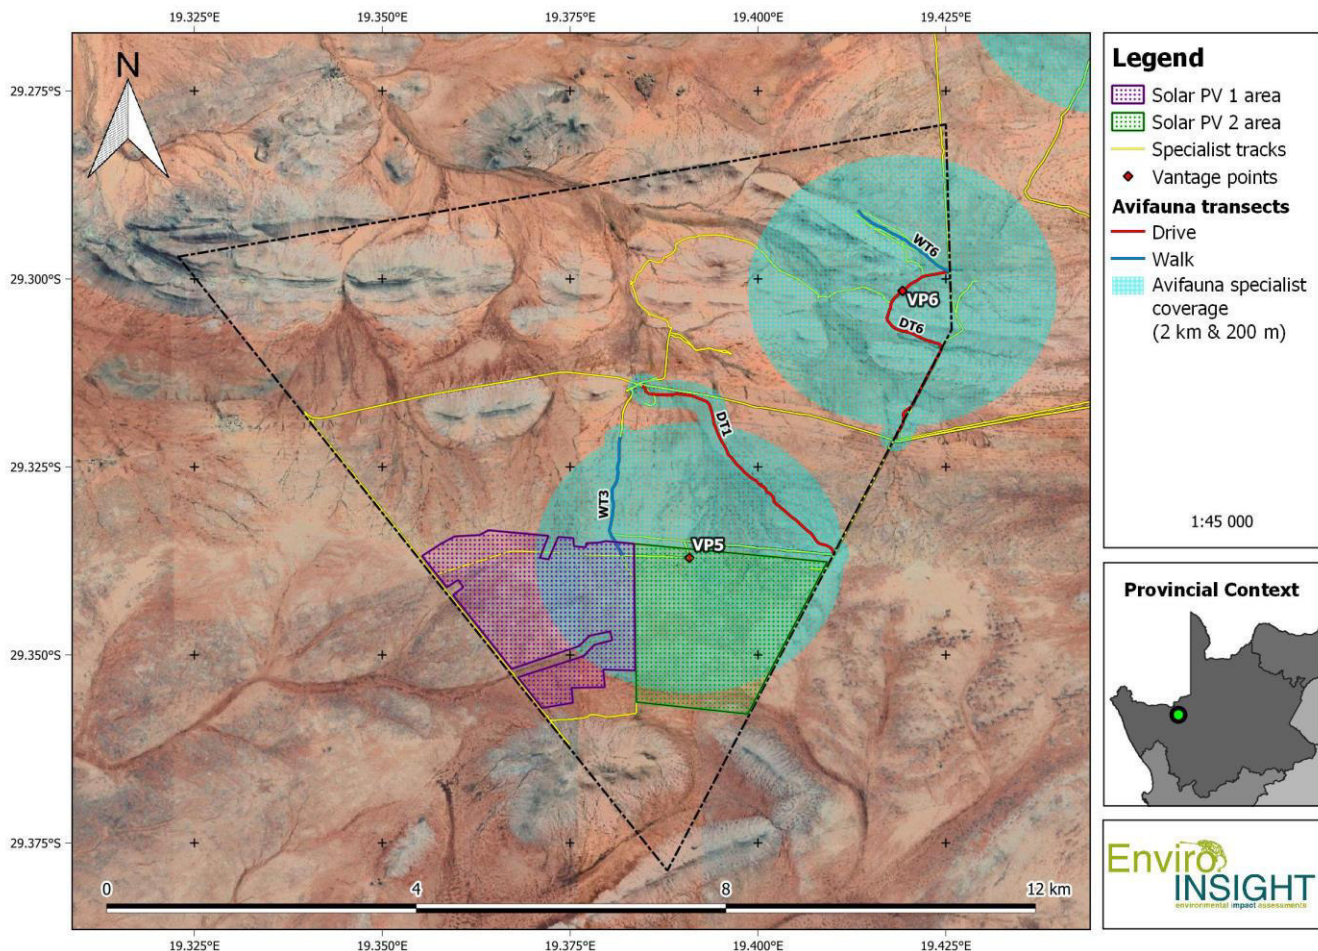 19.325°E 19.350°E 19.375°E 19.400°E 19.425°E
N
29.275°S
29.300°S
29.325°S
29.350°S
29.375°S
WT6
VP6
DT6
DT1
WT3
VP5
0 4 8 12 km
19.325°E 19.350°E 19.375°E 19.400°E 19.425°E
Legend
Solar PV 1 area
Solar PV 2 area
Specialist tracks
Vantage points
Avifauna transects
Drive
Walk
Avifauna specialist
coverage
(2 km & 200 m)
1:45 000
Provincial Context
Enviro
INSIGHT
environmental impact assessments